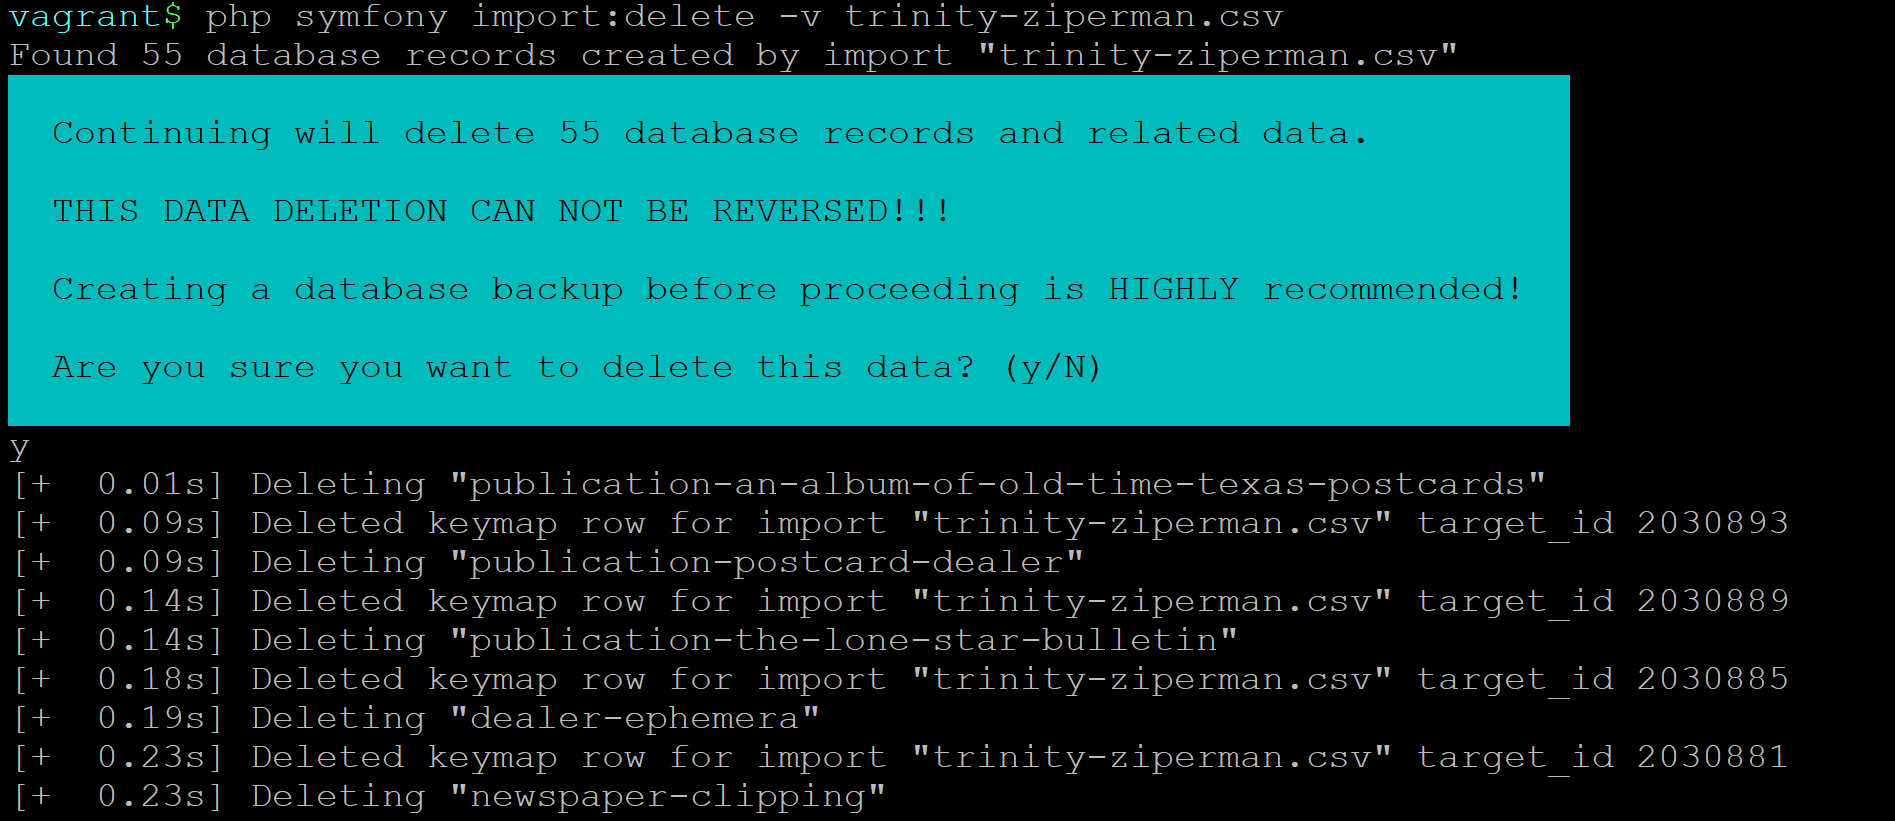 vagrant$ php symfony import:delete -v trinity-ziperman.csv
Found 55 database records created by import "trinity-ziperman.csv"
Continuing will delete 55 database records and related data.
THIS DATA DELETION CAN NOT BE REVERSED!!!
Creating a database backup before proceeding is HIGHLY recommended!
Are you sure you want to delete this data? (y/N)
y
[+  0.01s] Deleting "publication-an-album-of-old-time-texas-postcards"
[+  0.09s] Deleted keymap row for import "trinity-ziperman.csv" target_id 2030893
[+  0.09s] Deleting "publication-postcard-dealer"
[+  0.14s] Deleted keymap row for import "trinity-ziperman.csv" target_id 2030889
[+  0.14s] Deleting "publication-the-lone-star-bulletin"
[+  0.18s] Deleted keymap row for import "trinity-ziperman.csv" target_id 2030885
[+  0.19s] Deleting "dealer-ephemera"
[+  0.23s] Deleted keymap row for import "trinity-ziperman.csv" target_id 2030881
[+  0.23s] Deleting "newspaper-clipping"